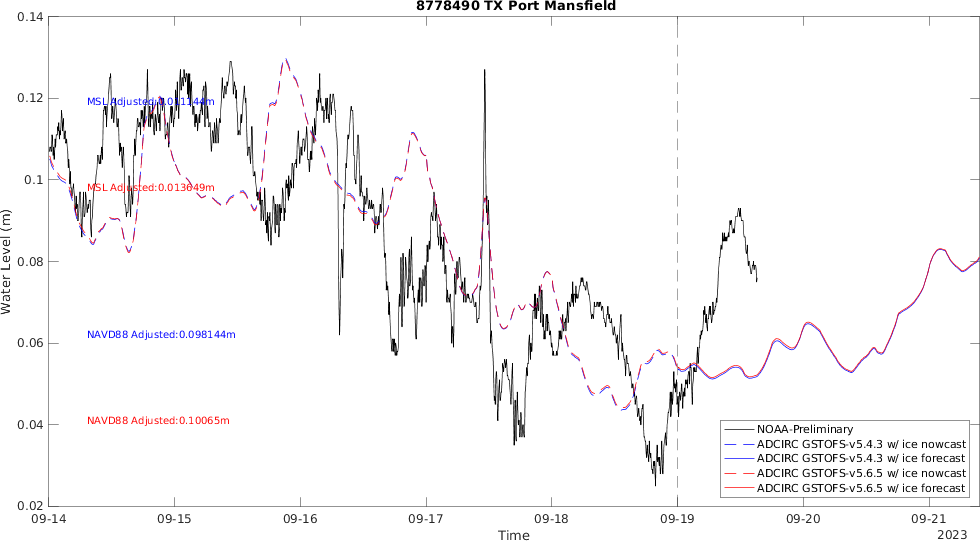 8778490 TX Port Mansfield
0.14
0.12
0.1
0.08
0.06
0.04
0.02
Water Level (m)
MSL Adjusted:0.011144m
MSL Adjusted:0.013649m
NAVD88 Adjusted:0.098144m
NAVD88 Adjusted:0.10065m
NOAA-Preliminary
ADCIRC GSTOFS-v5.4.3 w/ ice nowcast
ADCIRC GSTOFS-v5.4.3 w/ ice forecast
ADCIRC GSTOFS-v5.6.5 w/ ice nowcast
ADCIRC GSTOFS-v5.6.5 w/ ice forecast
09-14 09-15 09-16 09-17 09-18 09-19 09-20 09-21
Time
2023